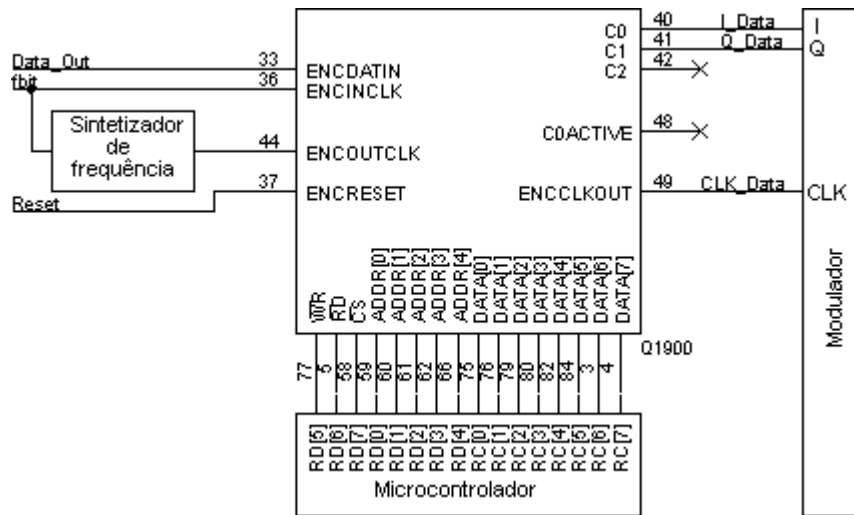 Data_Out
fbit
Sintetizador
de
frequência
Reset
33
36
44
37
ENCDATIN
ENCINCLK
ENCOUTCLK
ENCRESET
C0
C1
C2
C0ACTIVE
ENCCLKOUT
40
41
42
48
49
I_Data
Q_Data
CLK_Data
I
Q
CLK
Modulador
WR
RD
CS
ADDR[0]
ADDR[1]
ADDR[2]
ADDR[3]
ADDR[4]
DATA[0]
DATA[1]
DATA[2]
DATA[3]
DATA[4]
DATA[5]
DATA[6]
DATA[7]
Q1900
77
5
58
59
60
61
62
66
75
76
79
80
82
84
3
4
RD[5]
RD[6]
RD[7]
RD[0]
RD[1]
RD[2]
RD[3]
RD[4]
RC[0]
RC[1]
RC[2]
RC[3]
RC[4]
RC[5]
RC[6]
RC[7]
Microcontrolador